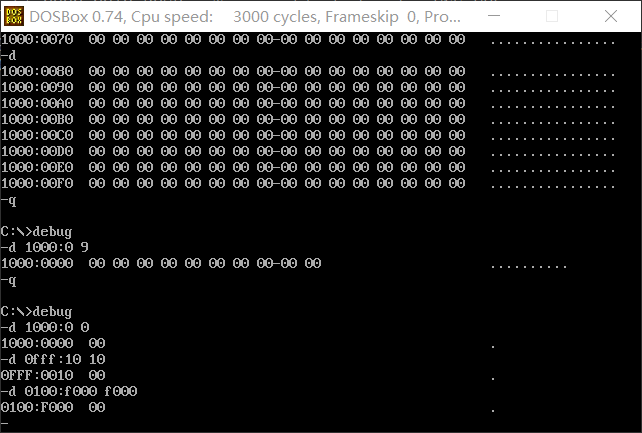 DOSBox 0.74, Cpu speed: 3000 cycles, Frameskip 0, Pro...
1000:0070 00 00 00 00 00 00 00 00-00 00 00 00 00 00 00 00 ................
-d
1000:0080 00 00 00 00 00 00 00 00-00 00 00 00 00 00 00 00 ................
1000:0090 00 00 00 00 00 00 00 00-00 00 00 00 00 00 00 00 ................
1000:00A0 00 00 00 00 00 00 00 00-00 00 00 00 00 00 00 00 ................
1000:00B0 00 00 00 00 00 00 00 00-00 00 00 00 00 00 00 00 ................
1000:00C0 00 00 00 00 00 00 00 00-00 00 00 00 00 00 00 00 ................
1000:00D0 00 00 00 00 00 00 00 00-00 00 00 00 00 00 00 00 ................
1000:00E0 00 00 00 00 00 00 00 00-00 00 00 00 00 00 00 00 ................
1000:00F0 00 00 00 00 00 00 00 00-00 00 00 00 00 00 00 00 ................
-q
C:\>debug
-d 1000:0 9
1000:0000 00 00 00 00 00 00 00 00-00 00 ..........
-q
C:\>debug
-d 1000:0 0
1000:0000 00 .
-d 0fff:10 10
0FFF:0010 00 .
-d 0100:f000 f000
0100:F000 00 .
-